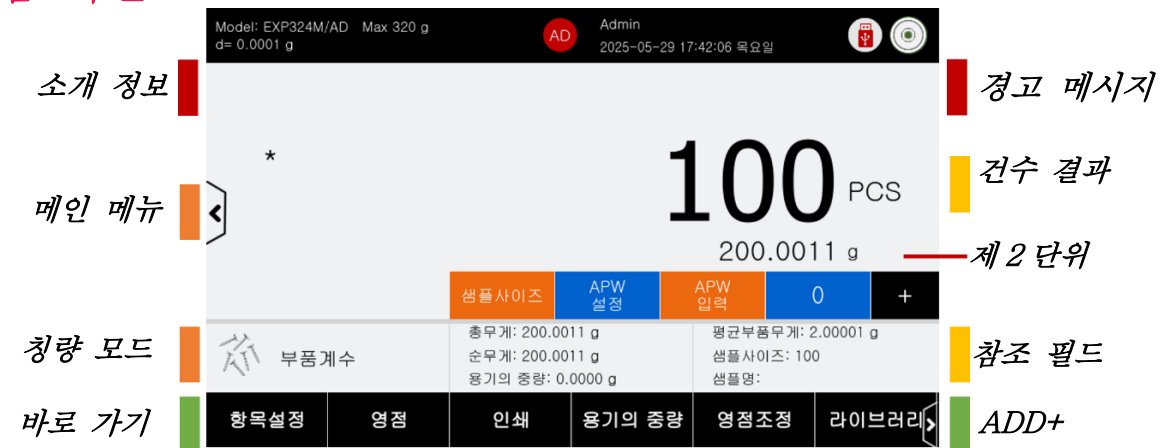 Model: EXP324M/AD Max 320 g
d= 0.0001 g
AD
Admin
2025-05-29 17:42:06 목요일
소개 정보
경고 메시지
*
100 PCS
건수 결과
메인 메뉴
200.0011 g
제 2 단위
샘플사이즈
APW
설정
APW
입력
0
+
칭량 모드
부품계수
총무게: 200.0011 g
순무게: 200.0011 g
용기의 중량: 0.0000 g
평균부품무게: 2.00001 g
샘플사이즈: 100
샘플명:
참조 필드
바로 가기
항목설정
영점
인쇄
용기의 중량
영점조정
라이브러리
ADD+